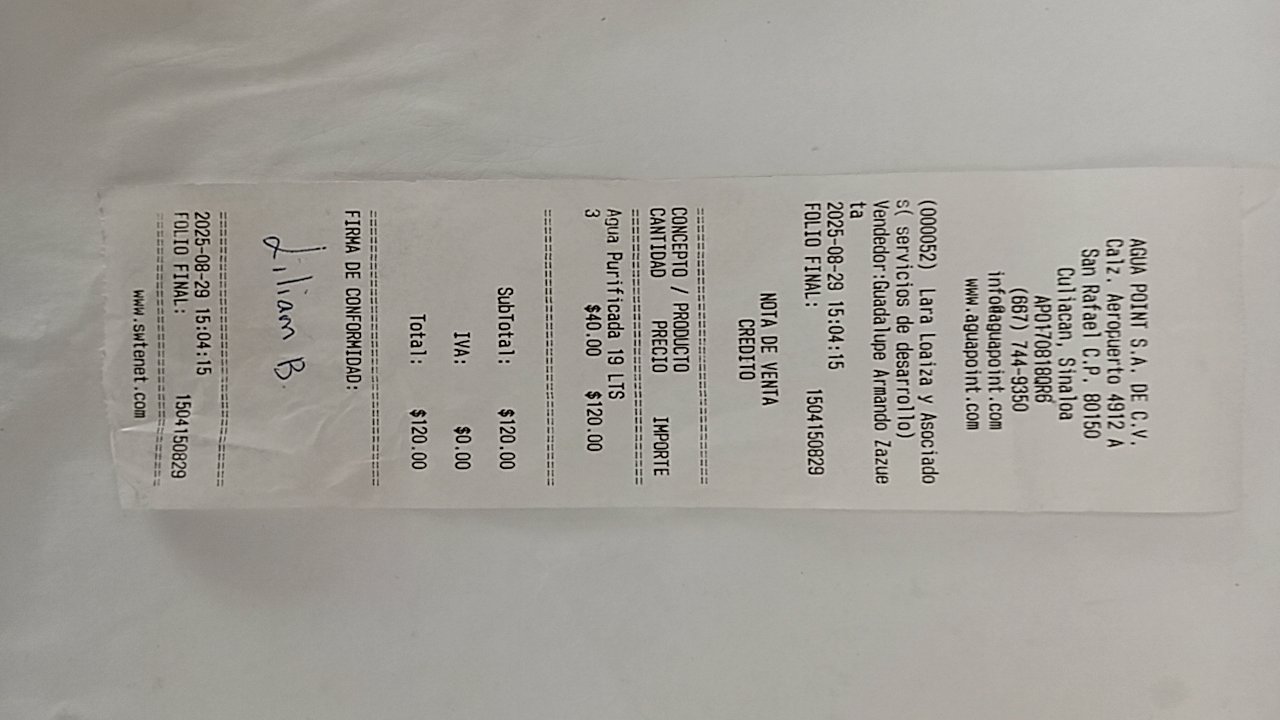 AGUA POINT S.A. DE C.V.
Calz. Aeropuerto 4912 A
San Rafael C.P. 80150
Culiacan, Sinaloa
APO170818QR6
(667) 744-9350
info@aguapoint.com
www.aguapoint.com
(000052) Lara Loaiza y Asociado
s( servicios de desarrollo)
Vendedor:Guadalupe Armando Zazue
ta
2025-08-29 15:04:15
FOLIO FINAL: 1504150829
NOTA DE VENTA
CREDITO
================================
CONCEPTO / PRODUCTO
CANTIDAD PRECIO IMPORTE
================================
Agua Purificada 19 LTS
3 $40.00 $120.00
================================
SubTotal: $120.00
IVA: $0.00
Total: $120.00
================================
FIRMA DE CONFORMIDAD:
Liliam B.
================================
2025-08-29 15:04:15
FOLIO FINAL: 1504150829
================================
www.swtenet.com